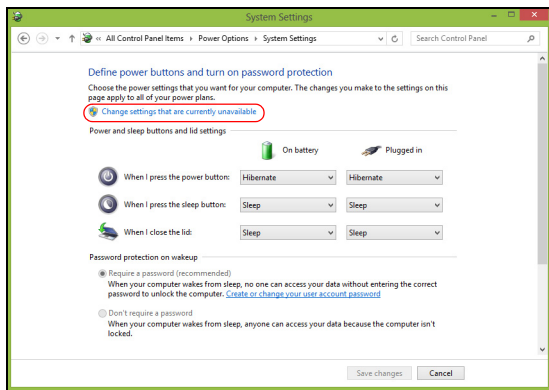 System Settings
« All Control Panel Items Power Options System Settings
Search Control Panel
Define power buttons and turn on password protection
Choose the power settings that you want for your computer. The changes you make to the settings on this
page apply to all of your power plans.
Change settings that are currently unavailable
Power and sleep buttons and lid settings
On battery Plugged in
When I press the power button: Hibernate Hibernate
When I press the sleep button: Sleep Sleep
When I close the lid: Sleep Sleep
Password protection on wakeup
Require a password (recommended)
When your computer wakes from sleep, no one can access your data without entering the correct
password to unlock the computer. Create or change your user account password
Don't require a password
When your computer wakes from sleep, anyone can access your data because the computer isn't
locked.
Save changes Cancel